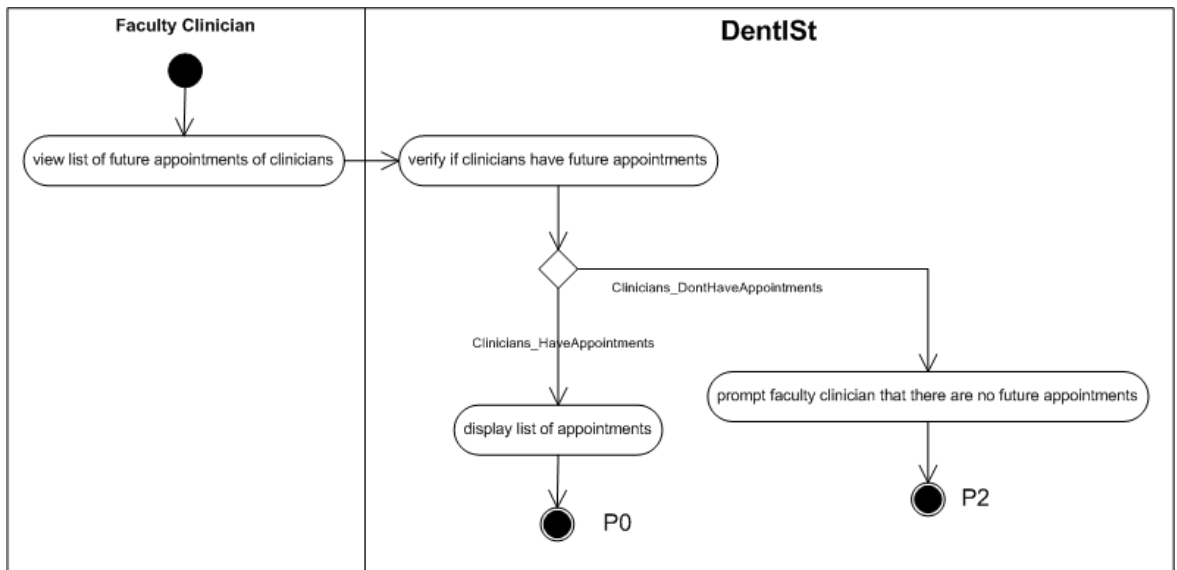 Faculty Clinician
DentISt
view list of future appointments of clinicians
verify if clinicians have future appointments
Clinicians_DontHaveAppointments
Clinicians_HaveAppointments
prompt faculty clinician that there are no future appointments
display list of appointments
P2
P0